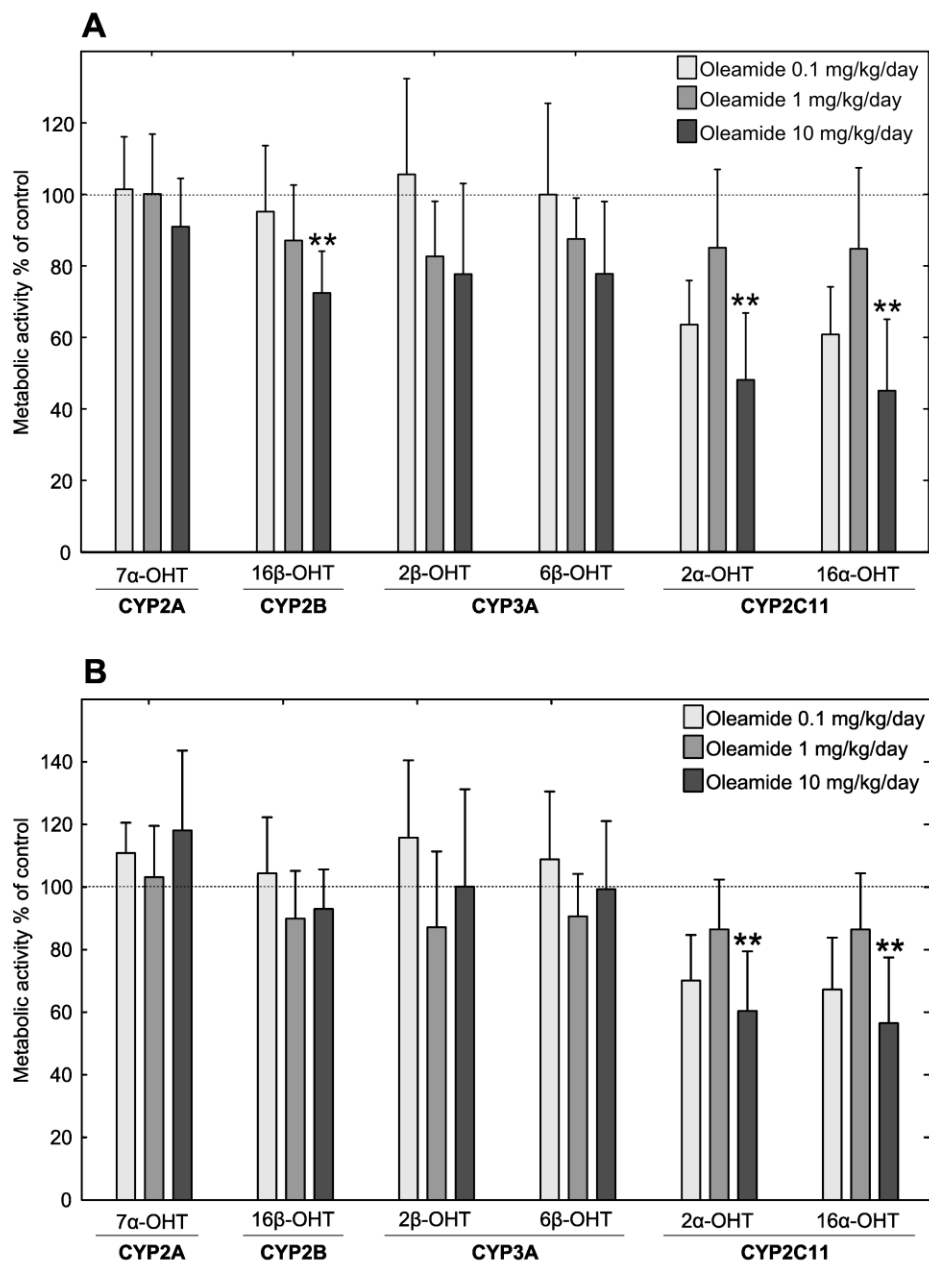 A
Oleamide 0.1 mg/kg/day
Oleamide 1 mg/kg/day
Oleamide 10 mg/kg/day
Metabolic activity % of control
120
100
80
60
40
20
0
**
**
**
7α-OHT 16β-OHT 2β-OHT 6β-OHT 2α-OHT 16α-OHT
CYP2A CYP2B CYP3A CYP2C11
B
Oleamide 0.1 mg/kg/day
Oleamide 1 mg/kg/day
Oleamide 10 mg/kg/day
Metabolic activity % of control
140
120
100
80
60
40
20
0
**
**
7α-OHT 16β-OHT 2β-OHT 6β-OHT 2α-OHT 16α-OHT
CYP2A CYP2B CYP3A CYP2C11